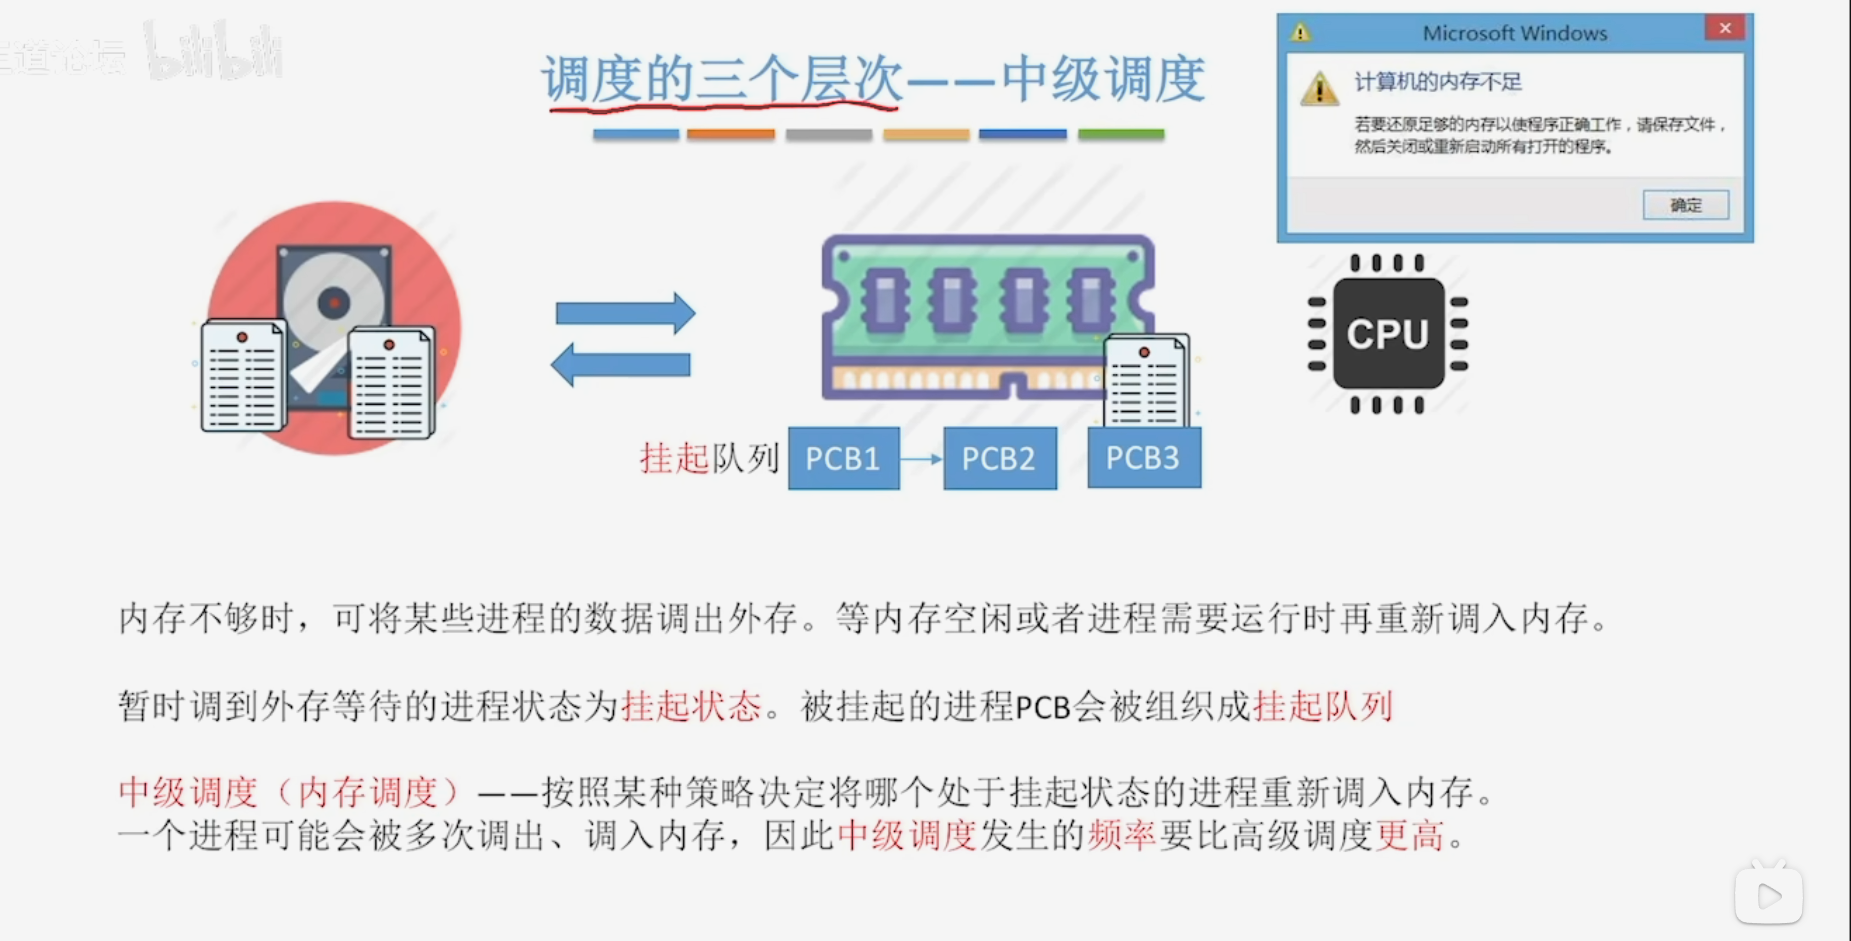 bilibili
调度的三个层次——中级调度
Microsoft Windows
计算机的内存不足
若要还原足够的内存以使程序正确工作，请保存文件，
然后关闭或重新启动所有打开的程序。
确定
CPU
挂起队列 PCB1 PCB2 PCB3
内存不够时，可将某些进程的数据调出外存。等内存空闲或者进程需要运行时再重新调入内存。
暂时调到外存等待的进程状态为挂起状态。被挂起的进程PCB会被组织成挂起队列
中级调度（内存调度）——按照某种策略决定将哪个处于挂起状态的进程重新调入内存。
一个进程可能会被多次调出、调入内存，因此中级调度发生的频率要比高级调度更高。